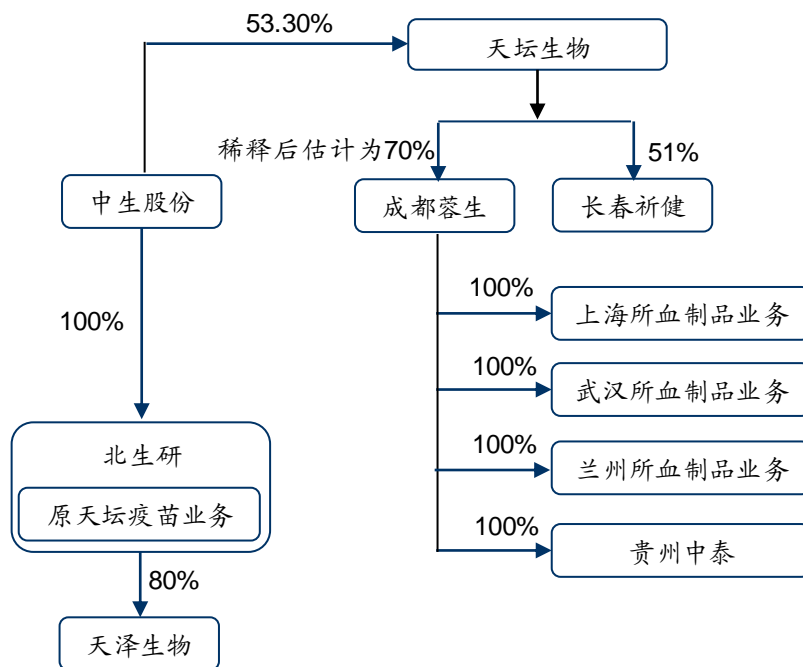 53.30%
天坛生物
稀释后估计为70%
51%
中生股份
成都蓉生
长春祈健
100%
上海所血制品业务
100%
100%
武汉所血制品业务
北生研
100%
兰州所血制品业务
原天坛疫苗业务
100%
贵州中泰
80%
天泽生物